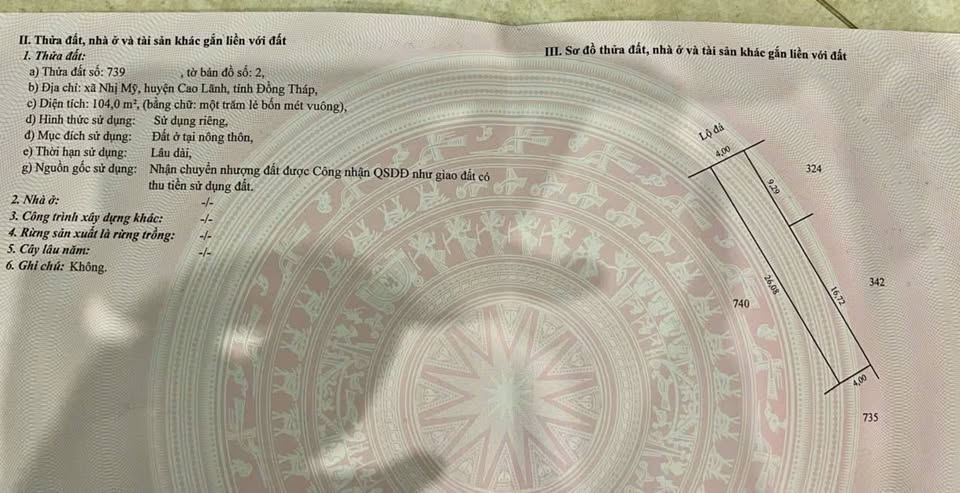 II. Thửa đất, nhà ở và tài sản khác gắn liền với đất
1. Thửa đất:
a) Thửa đất số: 739 , tờ bản đồ số: 2,
b) Địa chỉ: xã Nhị Mỹ, huyện Cao Lãnh, tỉnh Đồng Tháp,
c) Diện tích: 104,0 m², (bằng chữ: một trăm lẻ bốn mét vuông),
d) Hình thức sử dụng: Sử dụng riêng,
đ) Mục đích sử dụng: Đất ở tại nông thôn,
e) Thời hạn sử dụng: Lâu dài,
g) Nguồn gốc sử dụng: Nhận chuyển nhượng đất được Công nhận QSDĐ như giao đất có
thu tiền sử dụng đất.
2. Nhà ở: -/-
3. Công trình xây dựng khác: -/-
4. Rừng sản xuất là rừng trồng: -/-
5. Cây lâu năm: -/-
6. Ghi chú: Không.
III. Sơ đồ thửa đất, nhà ở và tài sản khác gắn liền với đất
Lộ đá
4,00
324
9,29
342
26,08
16,72
740
4,00
735